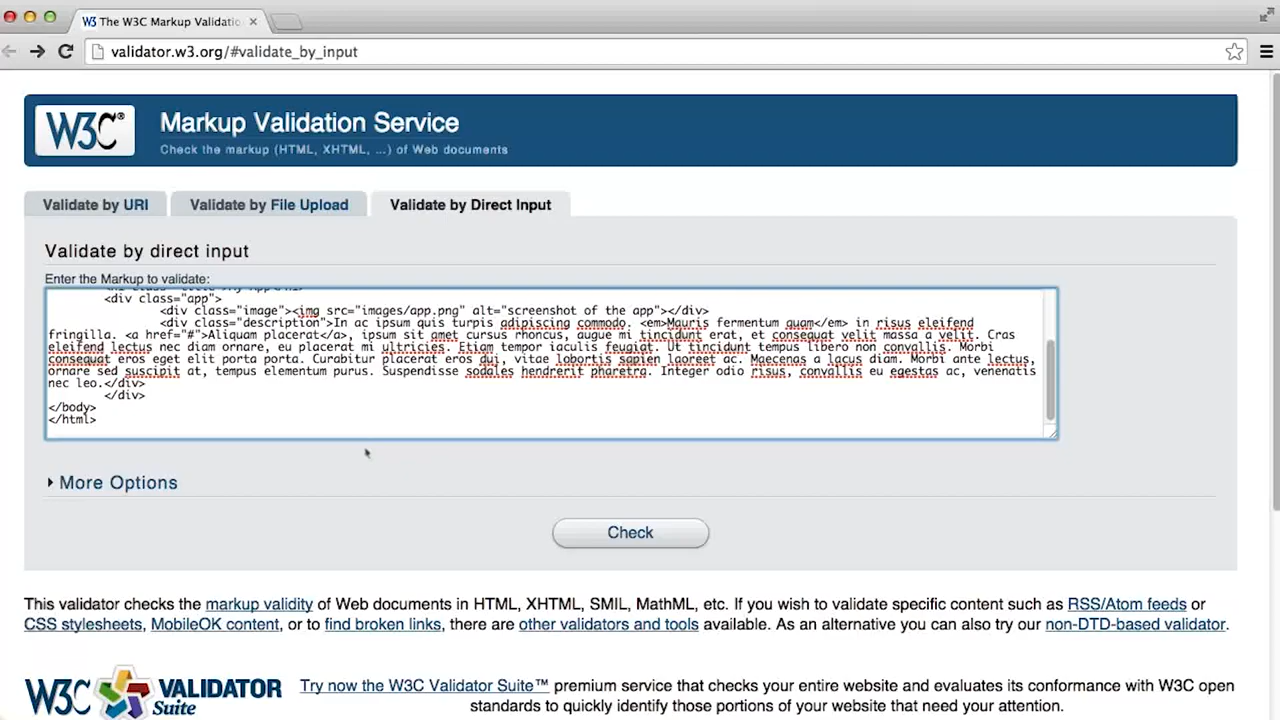 W3 The W3C Markup Validatio
validator.w3.org/#validate_by_input
W3C®
Markup Validation Service
Check the markup (HTML, XHTML, …) of Web documents
Validate by URI
Validate by File Upload
Validate by Direct Input
Validate by direct input
Enter the Markup to validate:
<div class="app">
<div class="image"><img src="images/app.png" alt="screenshot of the app"></div>
<div class="description">In ac ipsum quis turpis adipiscing commodo. <em>Mauris fermentum quam</em> in risus eleifend
fringilla. <a href="#">Aliquam placerat</a>, ipsum sit amet cursus rhoncus, augue mi tincidunt erat, et consequat velit massa a velit. Cras
eleifend lectus nec diam ornare, eu placerat mi ultricies. Etiam tempor iaculis feugiat. Ut tincidunt tempus libero non convallis. Morbi
consequat eros eget elit porta porta. Curabitur placerat eros dui, vitae lobortis sapien laoreet ac. Maecenas a lacus diam. Morbi ante lectus,
ornare sed suscipit at, tempus elementum purus. Suspendisse sodales hendrerit pharetra. Integer odio risus, convallis eu egestas ac, venenatis
nec leo.</div>
</div>
</body>
</html>
More Options
Check
This validator checks the markup validity of Web documents in HTML, XHTML, SMIL, MathML, etc. If you wish to validate specific content such as RSS/Atom feeds or
CSS stylesheets, MobileOK content, or to find broken links, there are other validators and tools available. As an alternative you can also try our non-DTD-based validator.
W3C VALIDATOR Suite
Try now the W3C Validator Suite™ premium service that checks your entire website and evaluates its conformance with W3C open
standards to quickly identify those portions of your website that need your attention.